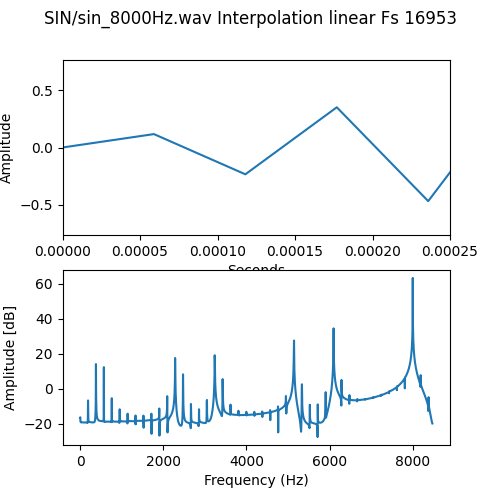 SIN/sin_8000Hz.wav Interpolation linear Fs 16953
Amplitude
0.5
0.0
−0.5
0.00000 0.00005 0.00010 0.00015 0.00020 0.00025
Seconds
Amplitude [dB]
60
40
20
0
−20
0 2000 4000 6000 8000
Frequency (Hz)